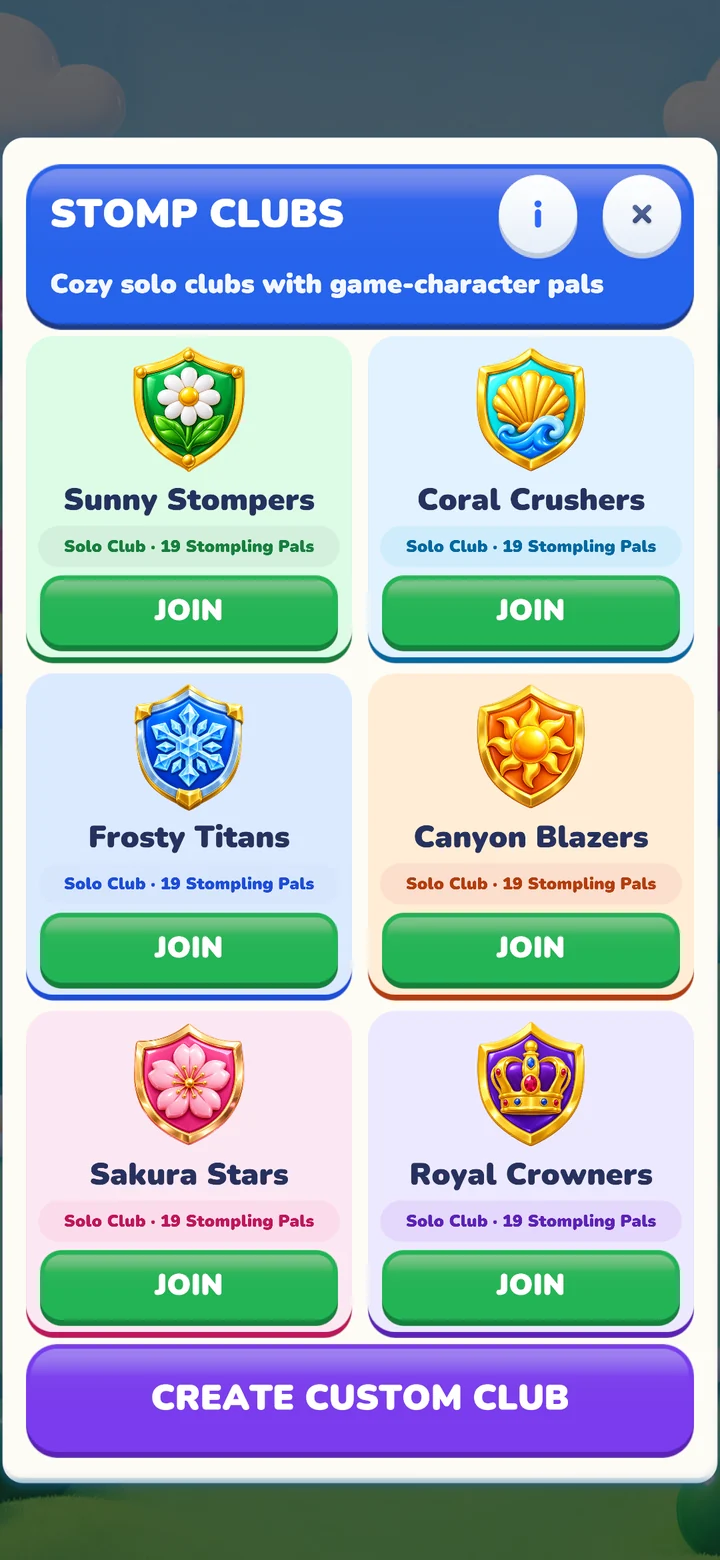 STOMP CLUBS
i
×
Cozy solo clubs with game-character pals
Sunny Stompers
Solo Club · 19 Stompling Pals
JOIN
Coral Crushers
Solo Club · 19 Stompling Pals
JOIN
Frosty Titans
Solo Club · 19 Stompling Pals
JOIN
Canyon Blazers
Solo Club · 19 Stompling Pals
JOIN
Sakura Stars
Solo Club · 19 Stompling Pals
JOIN
Royal Crowners
Solo Club · 19 Stompling Pals
JOIN
CREATE CUSTOM CLUB